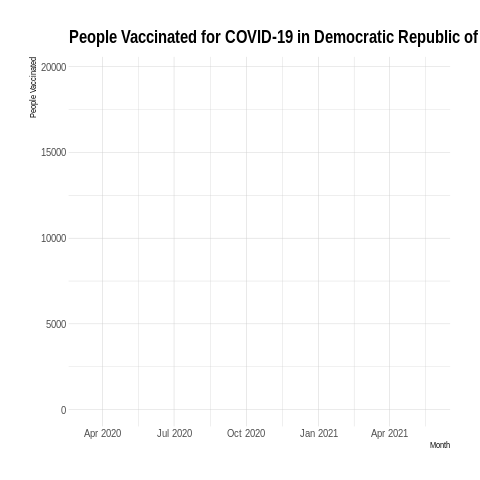 People Vaccinated for COVID-19 in Democratic Republic of
People Vaccinated
20000
15000
10000
5000
0
Apr 2020 Jul 2020 Oct 2020 Jan 2021 Apr 2021
Month